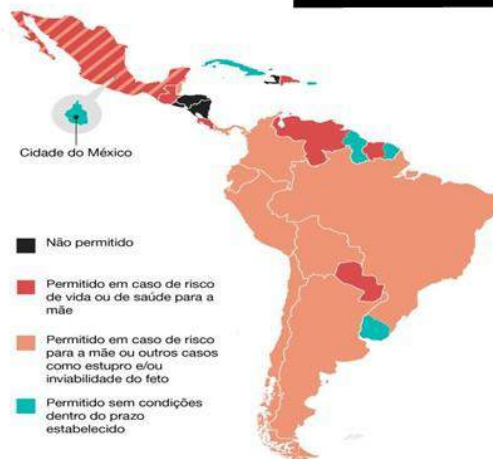 Cidade do México
Não permitido
Permitido em caso de risco
de vida ou de saúde para a
mãe
Permitido em caso de risco
para a mãe ou outros casos
como estupro e/ou
inviabilidade do feto
Permitido sem condições
dentro do prazo
estabelecido